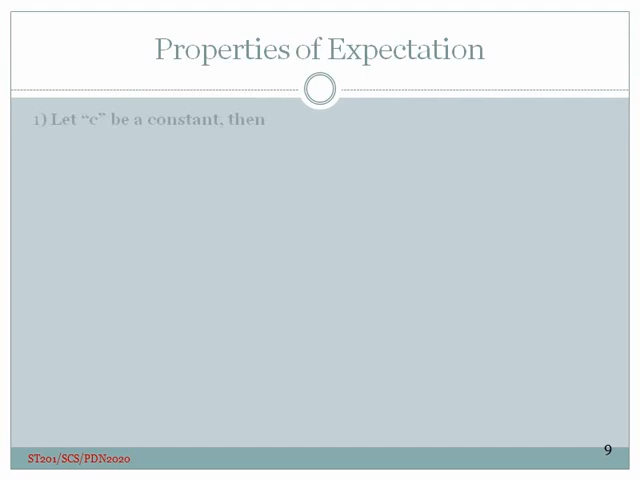 Properties of Expectation
1) Let “c” be a constant, then
ST201/SCS/PDN2020
9